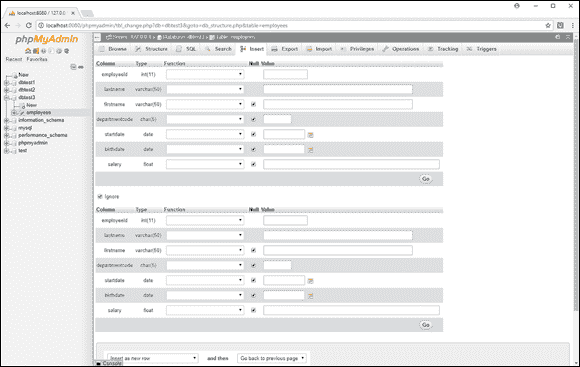 localhost / 127.0.0.
localhost:8080/phpmyadmin/tbl_change.php?db=dbtest3&goto=db_structure.php&table=employees
phpMyAdmin
Recent Favorites
New
dbtest1
dbtest2
dbtest3
New
employees
information_schema
mysql
performance_schema
phpmyadmin
test
Browse Structure SQL Search Insert Export Import Privileges Operations Tracking Triggers
Column Type Function Null Value
employeeid int(11)
lastname varchar(50)
firstname varchar(50)
departmentcode char(5)
startdate date
birthdate date
salary float
Go
Ignore
Column Type Function Null Value
employeeid int(11)
lastname varchar(50)
firstname varchar(50)
departmentcode char(5)
startdate date
birthdate date
salary float
Go
Insert as new row and then Go back to previous page
Console